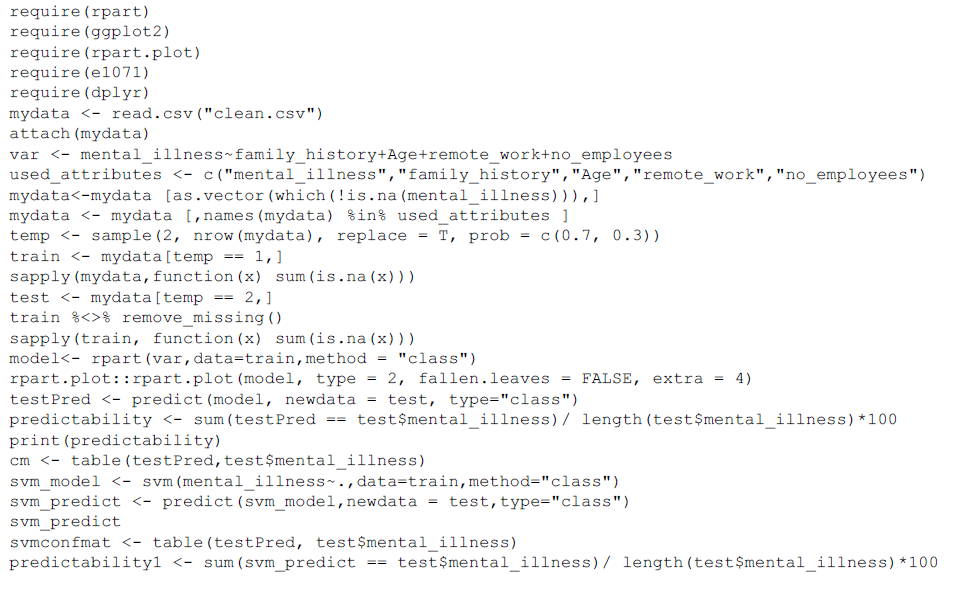 require(rpart)
require(ggplot2)
require(rpart.plot)
require(e1071)
require(dplyr)
mydata <- read.csv("clean.csv")
attach(mydata)
var <- mental_illness~family_history+Age+remote_work+no_employees
used_attributes <- c("mental_illness","family_history","Age","remote_work","no_employees")
mydata<-mydata [as.vector(which(!is.na(mental_illness))),]
mydata <- mydata [,names(mydata) %in% used_attributes ]
temp <- sample(2, nrow(mydata), replace = T, prob = c(0.7, 0.3))
train <- mydata[temp == 1,]
sapply(mydata,function(x) sum(is.na(x)))
test <- mydata[temp == 2,]
train %<>% remove_missing()
sapply(train, function(x) sum(is.na(x)))
model<- rpart(var,data=train,method = "class")
rpart.plot::rpart.plot(model, type = 2, fallen.leaves = FALSE, extra = 4)
testPred <- predict(model, newdata = test, type="class")
predictability <- sum(testPred == test$mental_illness)/ length(test$mental_illness)*100
print(predictability)
cm <- table(testPred,test$mental_illness)
svm_model <- svm(mental_illness~.,data=train,method="class")
svm_predict <- predict(svm_model,newdata = test,type="class")
svm_predict
svmconfmat <- table(testPred, test$mental_illness)
predictability1 <- sum(svm_predict == test$mental_illness)/ length(test$mental_illness)*100